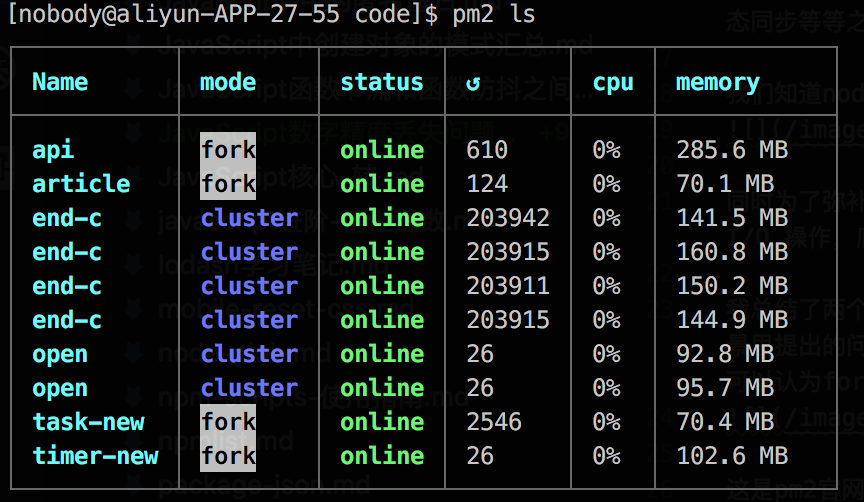 [nobody@aliyun-APP-27-55 code]$ pm2 ls
Name mode status ↺ cpu memory
api fork online 610 0% 285.6 MB
article fork online 124 0% 70.1 MB
end-c cluster online 203942 0% 141.5 MB
end-c cluster online 203915 0% 160.8 MB
end-c cluster online 203911 0% 150.2 MB
end-c cluster online 203915 0% 144.9 MB
open cluster online 26 0% 92.8 MB
open cluster online 26 0% 95.7 MB
task-new fork online 2546 0% 70.4 MB
timer-new fork online 26 0% 102.6 MB